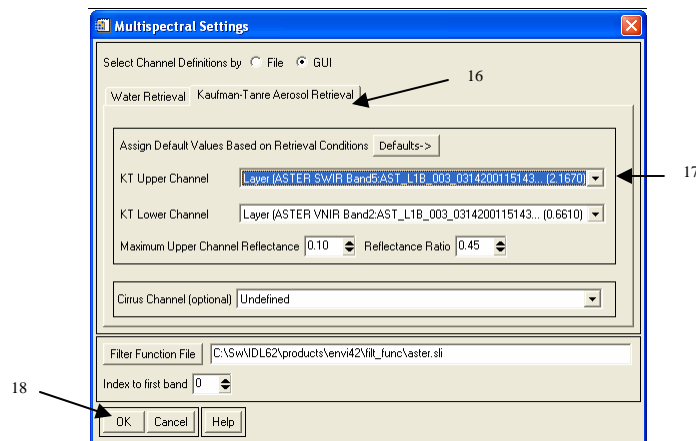 Multispectral Settings
Select Channel Definitions by File GUI
16
Water Retrieval Kaufman-Tanre Aerosol Retrieval
Assign Default Values Based on Retrieval Conditions Defaults->
KT Upper Channel Layer (ASTER SWIR Band5:AST_L1B_003_0314200115143... (2.1670)
17
KT Lower Channel Layer (ASTER VNIR Band2:AST_L1B_003_0314200115143... (0.6610)
Maximum Upper Channel Reflectance 0.10 Reflectance Ratio 0.45
Cirrus Channel (optional) Undefined
Filter Function File C:\Sw\IDL62\products\envi42\filt_func\aster.sli
Index to first band 0
18
OK Cancel Help